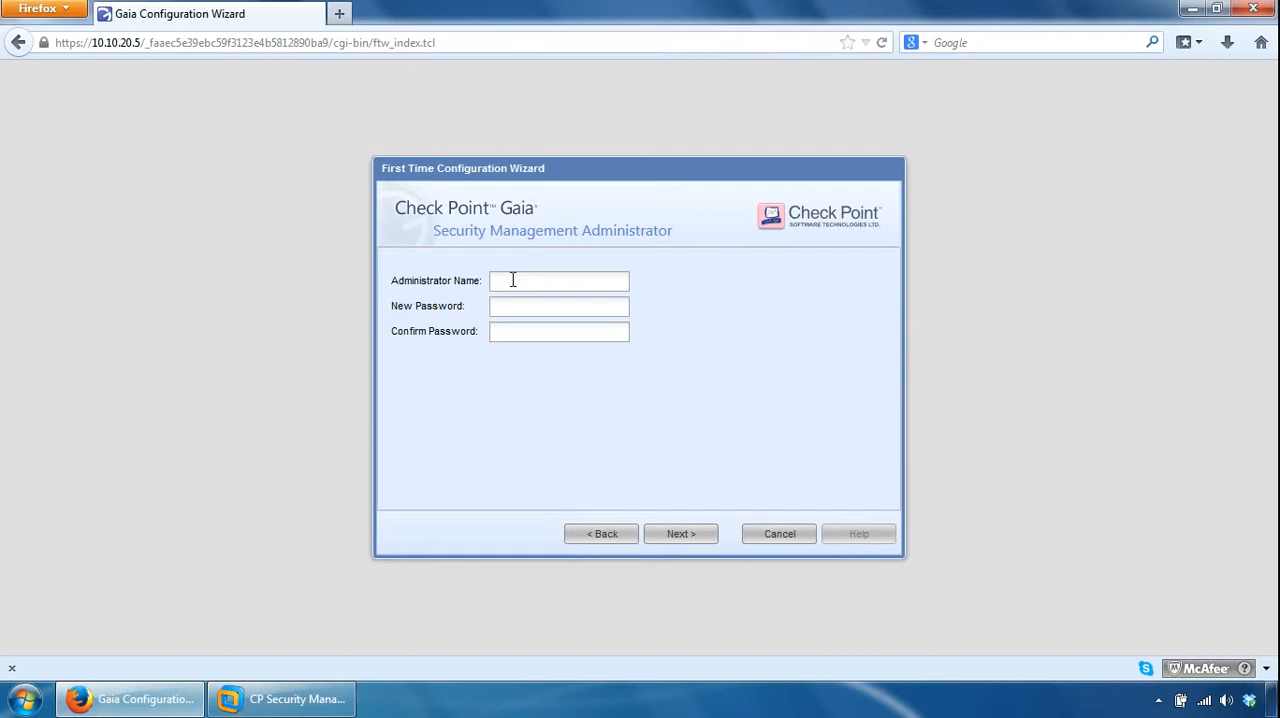 Firefox
Gaia Configuration Wizard
https://10.10.20.5/_faaec5e39ebc59f3123e4b5812890ba9/cgi-bin/ftw_index.tcl
Google
First Time Configuration Wizard
Check Point™ Gaia
Security Management Administrator
Check Point™
SOFTWARE TECHNOLOGIES LTD.
Administrator Name:
New Password:
Confirm Password:
< Back
Next >
Cancel
Help
McAfee
Gaia Configuratio...
CP Security Mana...